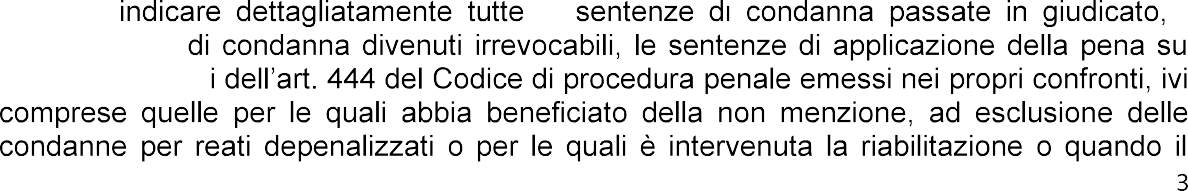 indicare dettagliatamente tutte sentenze di condanna passate in giudicato,
di condanna divenuti irrevocabili, le sentenze di applicazione della pena su
i dell'art. 444 del Codice di procedura penale emessi nei propri confronti, ivi
comprese quelle per le quali abbia beneficiato della non menzione, ad esclusione delle
condanne per reati depenalizzati o per le quali è intervenuta la riabilitazione o quando il
3